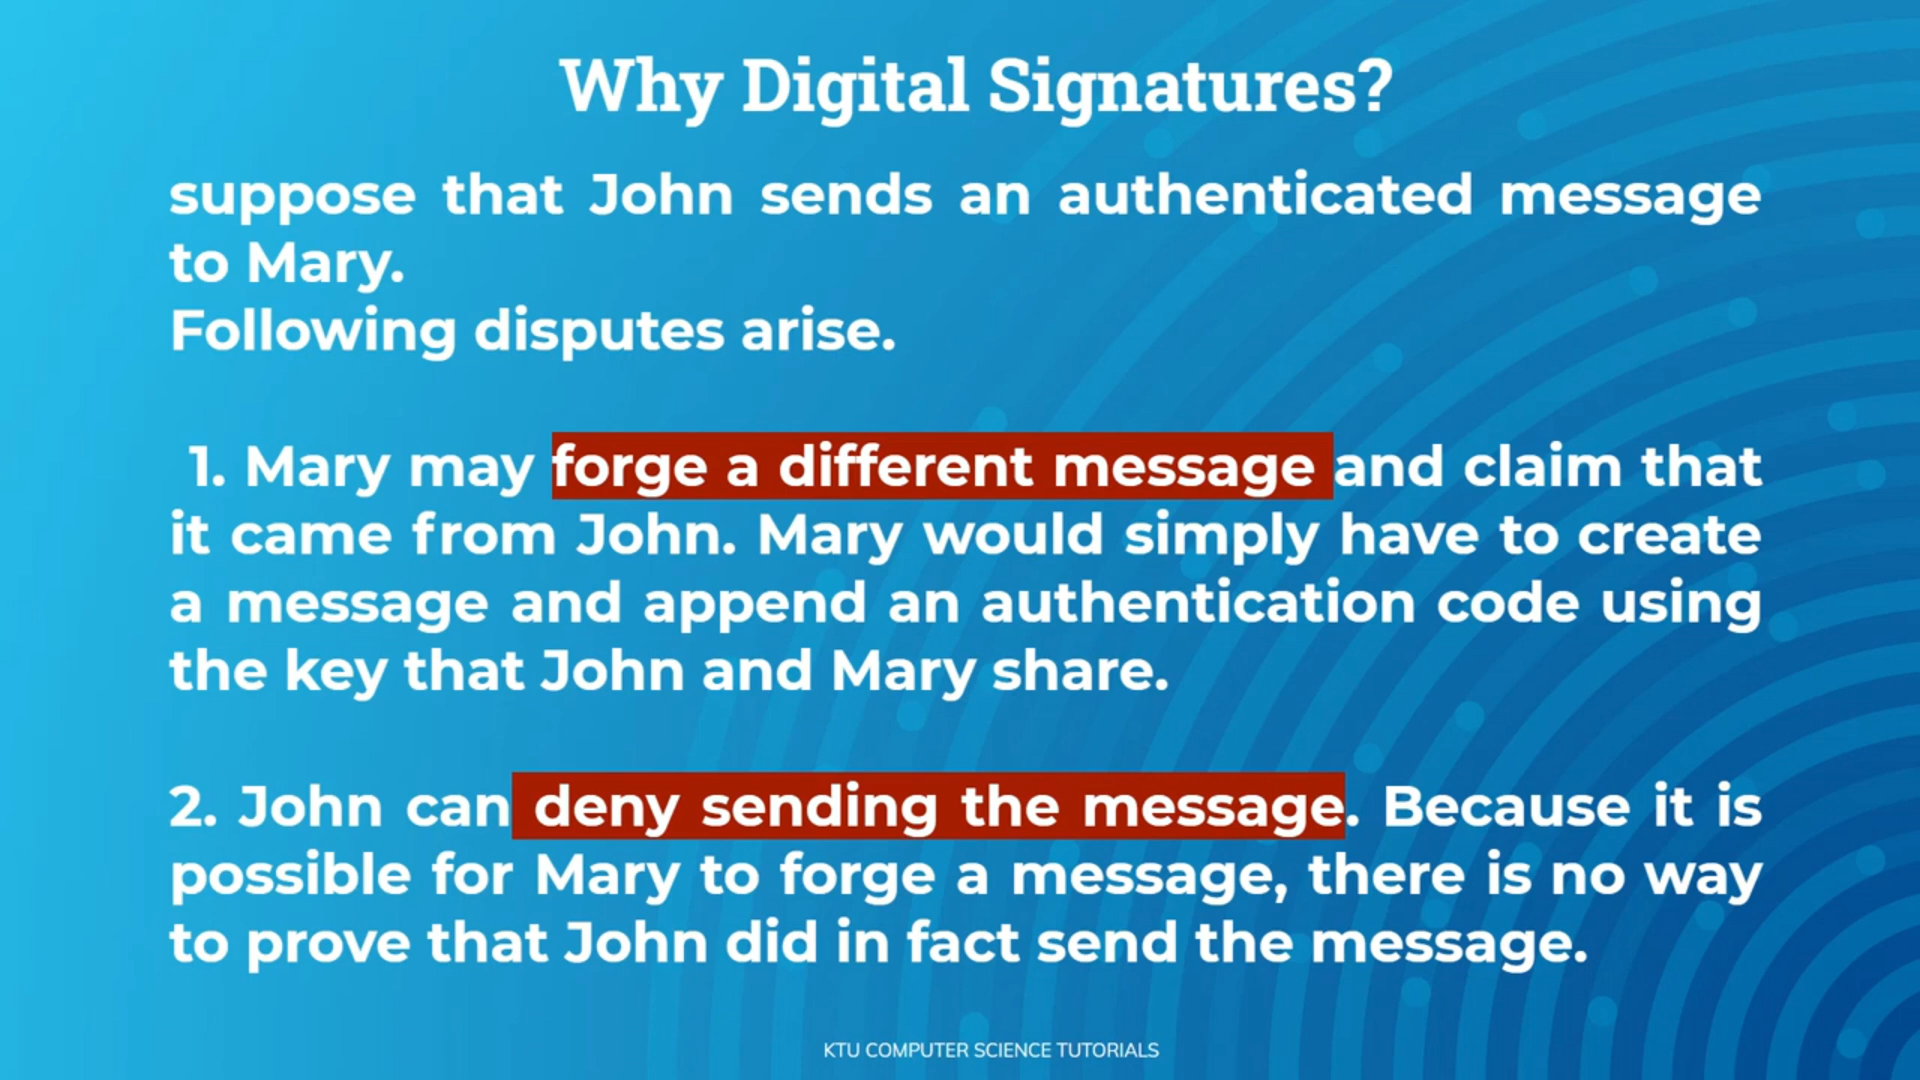 Why Digital Signatures?
suppose that John sends an authenticated message
to Mary.
Following disputes arise.
1. Mary may forge a different message and claim that
it came from John. Mary would simply have to create
a message and append an authentication code using
the key that John and Mary share.
2. John can deny sending the message. Because it is
possible for Mary to forge a message, there is no way
to prove that John did in fact send the message.
KTU COMPUTER SCIENCE TUTORIALS